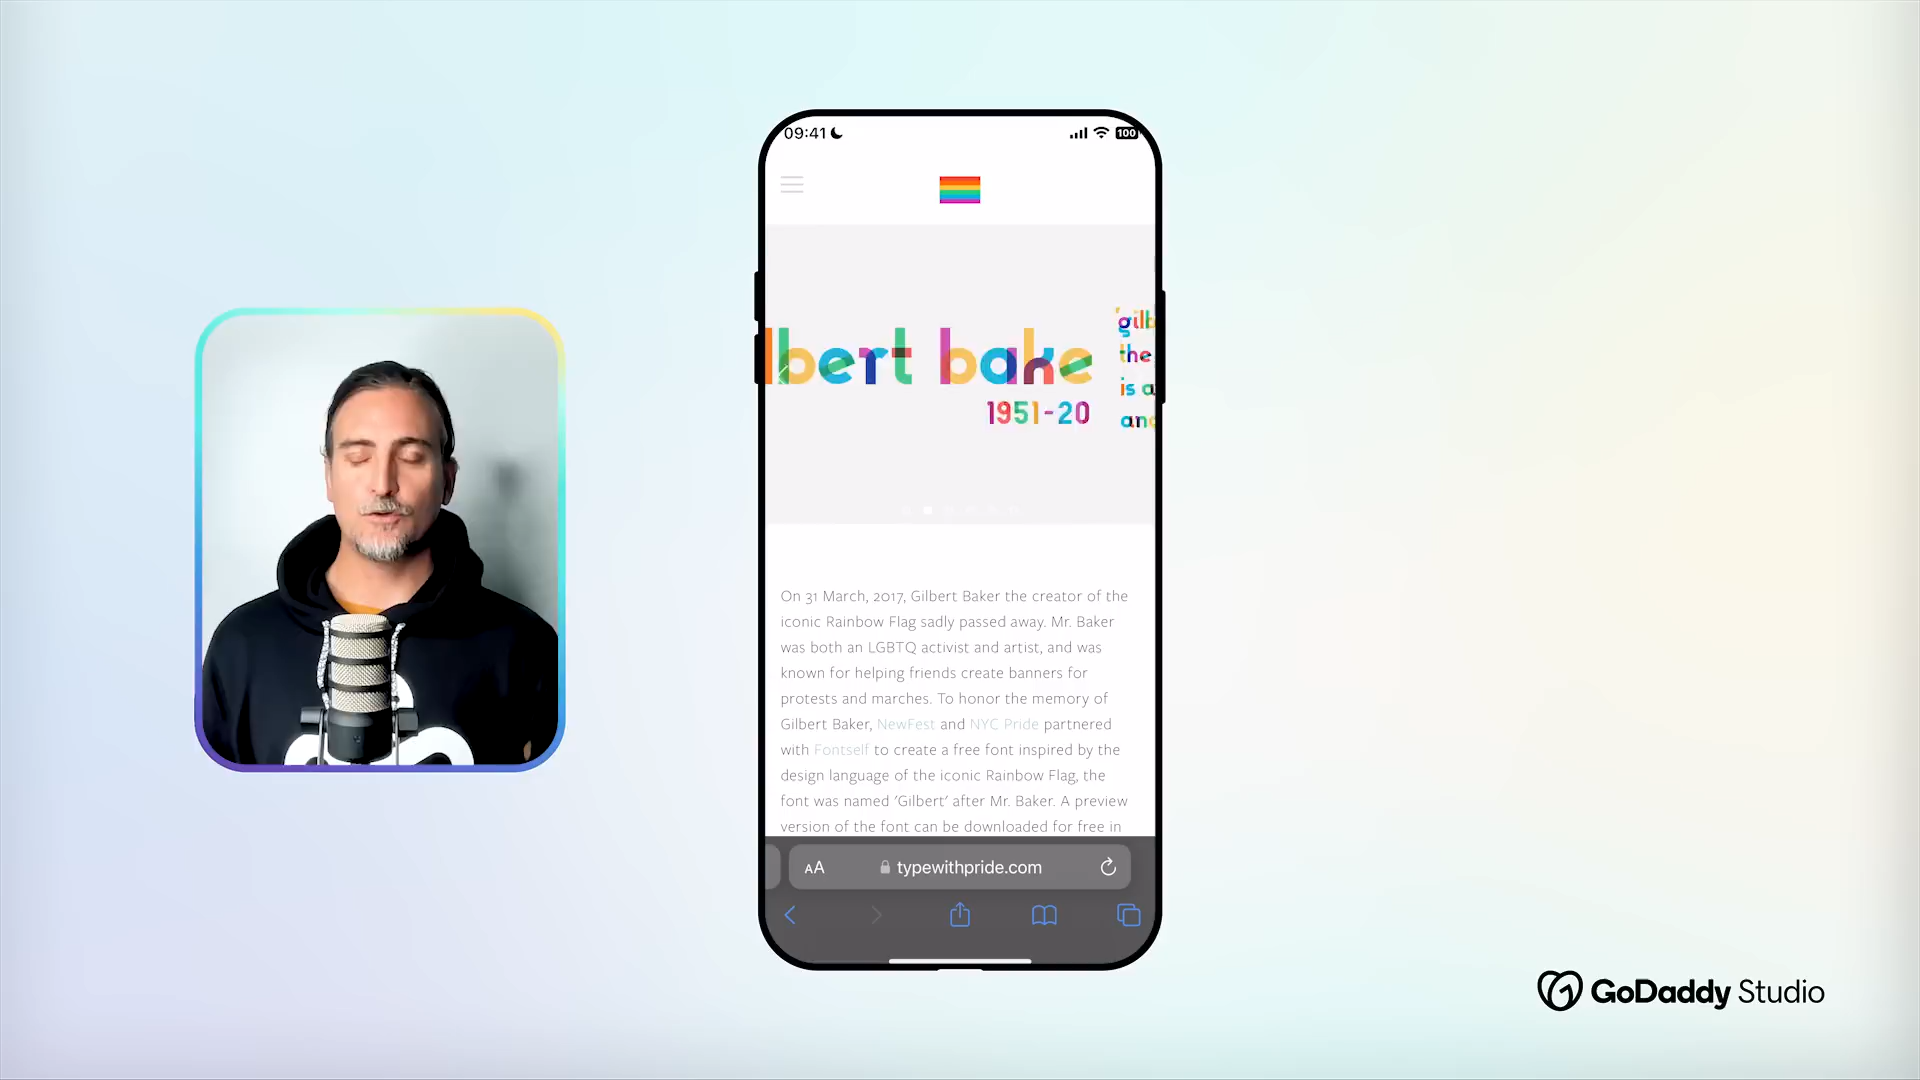 09:41
100
lbert bake
1951-20
'gilb
the
is a
and
On 31 March, 2017, Gilbert Baker the creator of the
iconic Rainbow Flag sadly passed away. Mr. Baker
was both an LGBTQ activist and artist, and was
known for helping friends create banners for
protests and marches. To honor the memory of
Gilbert Baker, NewFest and NYC Pride partnered
with Fontself to create a free font inspired by the
design language of the iconic Rainbow Flag, the
font was named 'Gilbert' after Mr. Baker. A preview
version of the font can be downloaded for free in
AA typewithpride.com
GoDaddy Studio